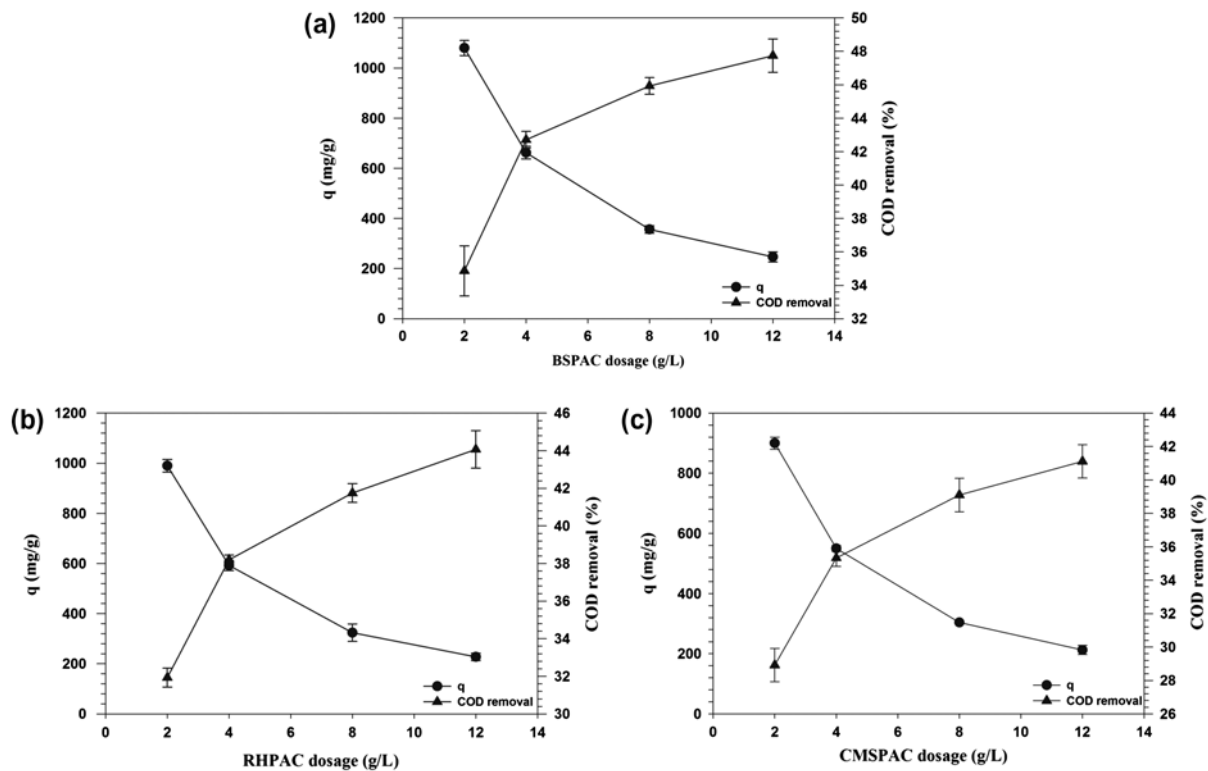 (a)
1200
1000
800
600
400
200
0
q (mg/g)
50
48
46
44
42
40
38
36
34
32
COD removal (%)
q
COD removal
0 2 4 6 8 10 12 14
BSPAC dosage (g/L)
(b)
1200
1000
800
600
400
200
0
q (mg/g)
46
44
42
40
38
36
34
32
30
COD removal (%)
q
COD removal
0 2 4 6 8 10 12 14
RHPAC dosage (g/L)
(c)
1000
800
600
400
200
0
q (mg/g)
44
42
40
38
36
34
32
30
28
26
COD removal (%)
q
COD removal
0 2 4 6 8 10 12 14
CMSPAC dosage (g/L)